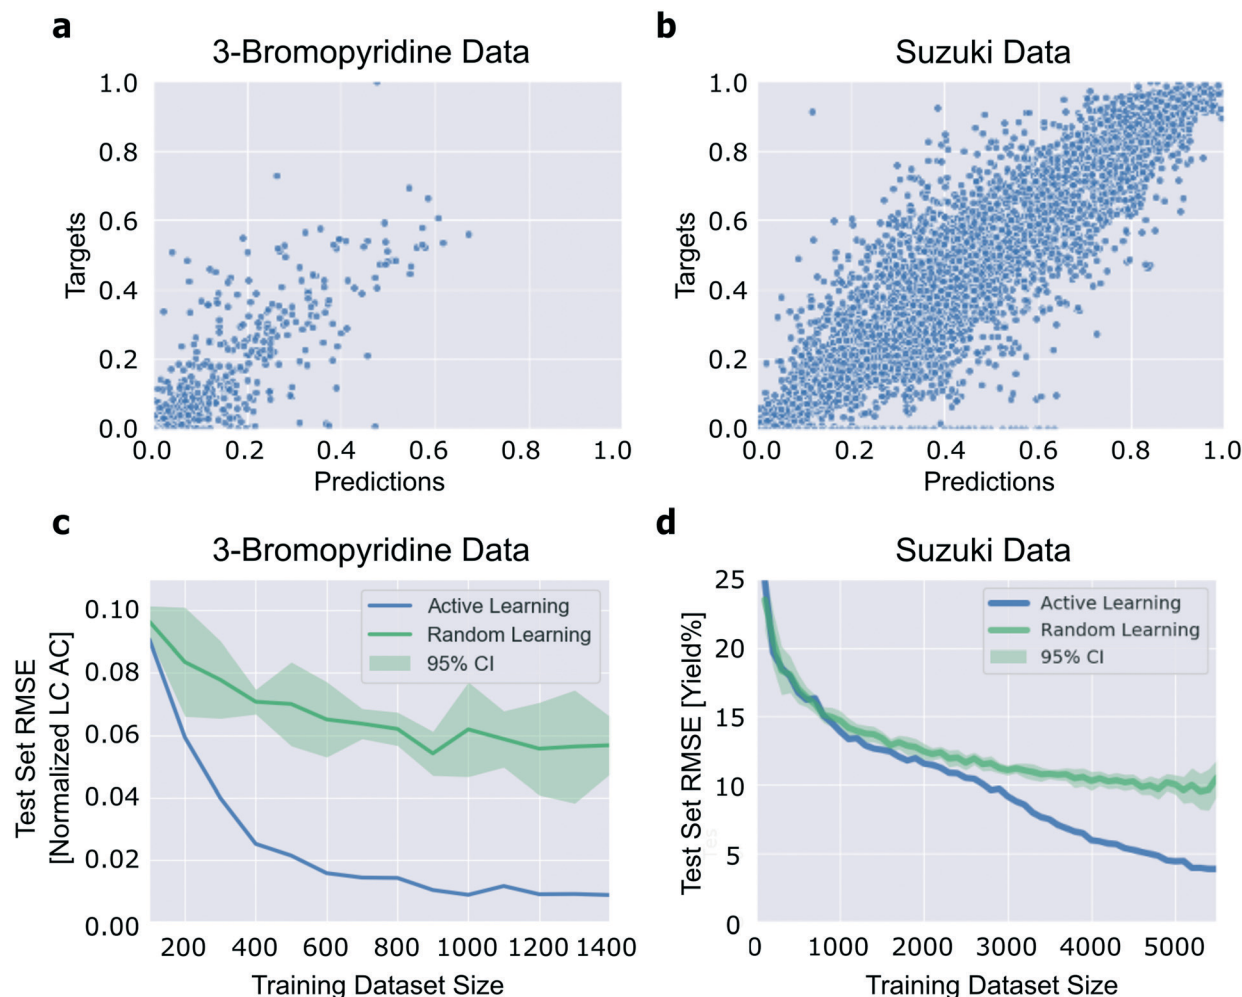 a
3-Bromopyridine Data
1.0
0.8
0.6
0.4
0.2
0.0
Targets
0.0 0.2 0.4 0.6 0.8 1.0
Predictions
b
Suzuki Data
1.0
0.8
0.6
0.4
0.2
0.0
Targets
0.0 0.2 0.4 0.6 0.8 1.0
Predictions
c
3-Bromopyridine Data
0.10
0.08
0.06
0.04
0.02
0.00
Test Set RMSE
[Normalized LC AC]
Active Learning
Random Learning
95% CI
200 400 600 800 1000 1200 1400
Training Dataset Size
d
Suzuki Data
25
20
15
10
5
0
Test Set RMSE [Yield%]
Active Learning
Random Learning
95% CI
0 1000 2000 3000 4000 5000
Training Dataset Size